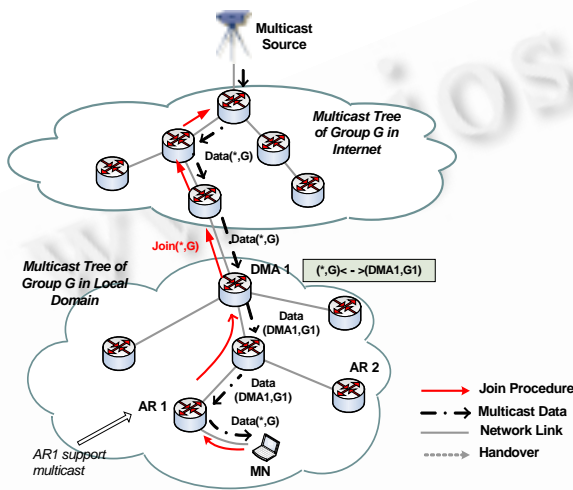 Multicast
Source
Multicast Tree
of Group G in
Internet
Data(*,G)
Join(*,G)
Data(*,G)
Multicast Tree of
Group G in Local
Domain
DMA 1
(*,G)< - >(DMA1,G1)
Data
(DMA1,G1)
AR 2
Data
(DMA1,G1)
AR 1
Data(*,G)
MN
AR1 support
multicast
Join Procedure
Multicast Data
Network Link
Handover